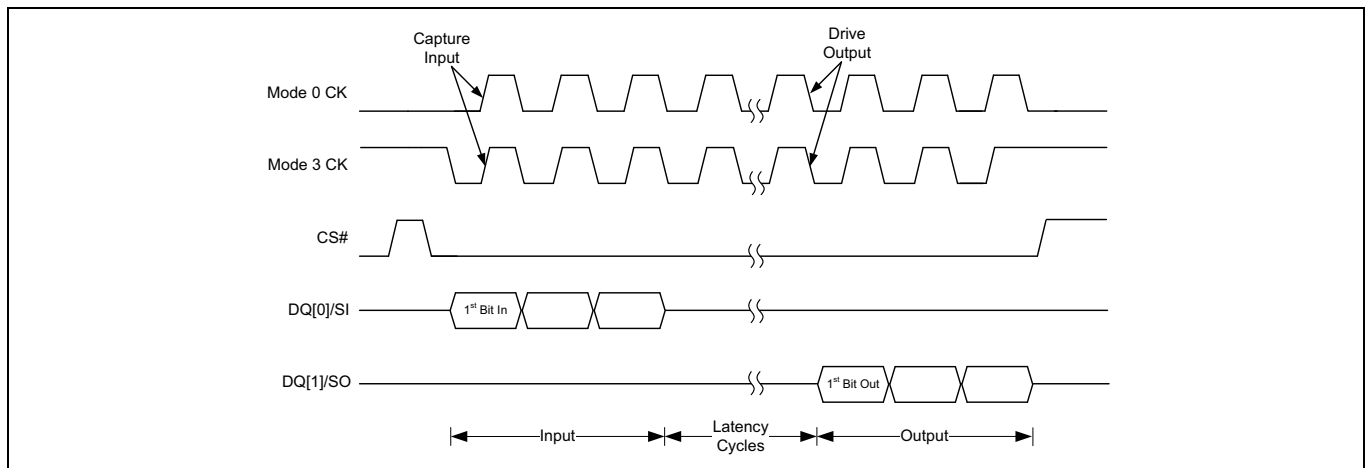 Capture
Input
Drive
Output
Mode 0 CK
Mode 3 CK
CS#
DQ[0]/SI
1st Bit In
DQ[1]/SO
1st Bit Out
Input
Latency
Cycles
Output